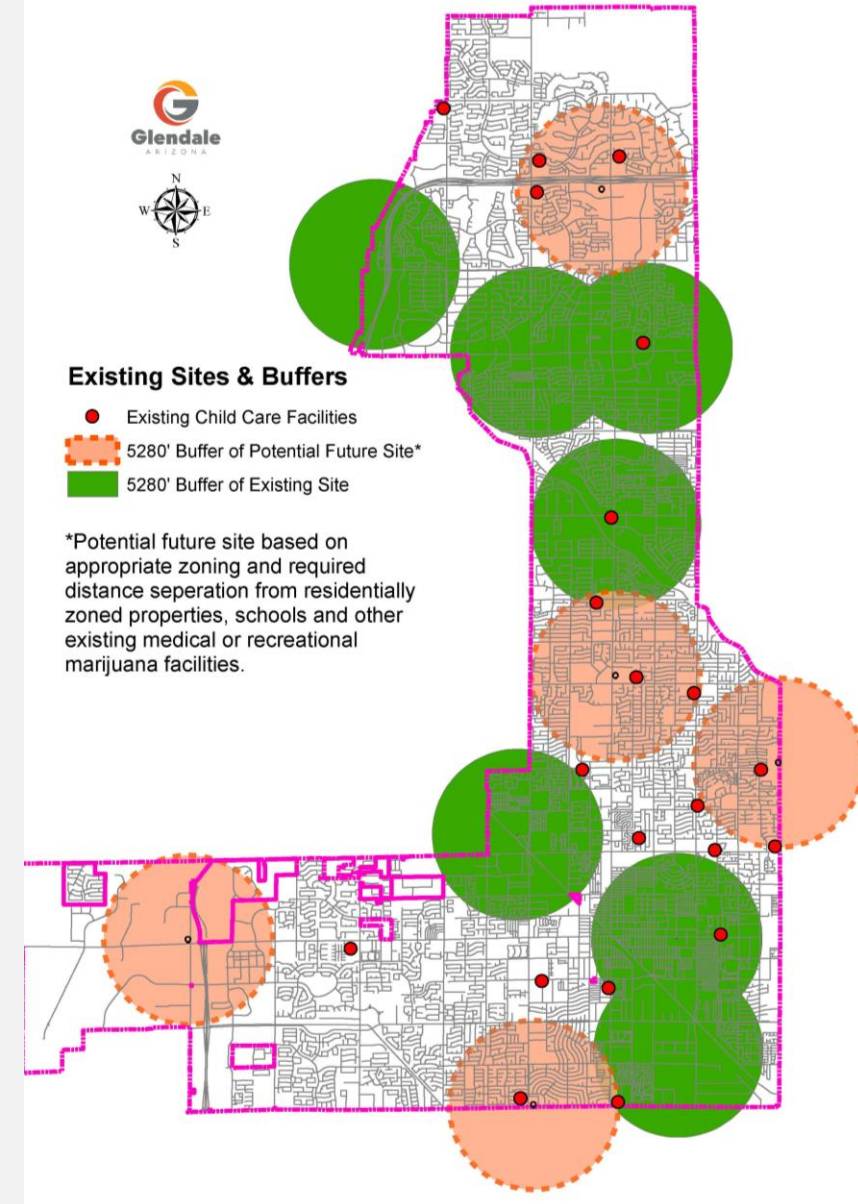 Glendale
ARIZONA
N
W E
S
Existing Sites & Buffers
Existing Child Care Facilities
5280' Buffer of Potential Future Site*
5280' Buffer of Existing Site
*Potential future site based on
appropriate zoning and required
distance seperation from residentially
zoned properties, schools and other
existing medical or recreational
marijuana facilities.